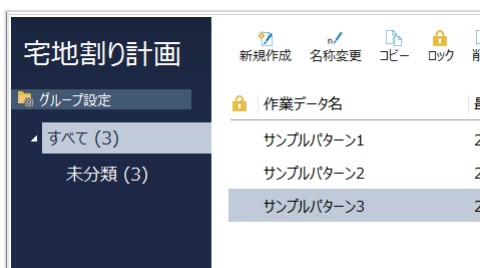 宅地割り計画
新規作成 名称変更 コピー ロック
グループ設定
作業データ名
すべて (3)
サンプルパターン1
未分類 (3)
サンプルパターン2
サンプルパターン3